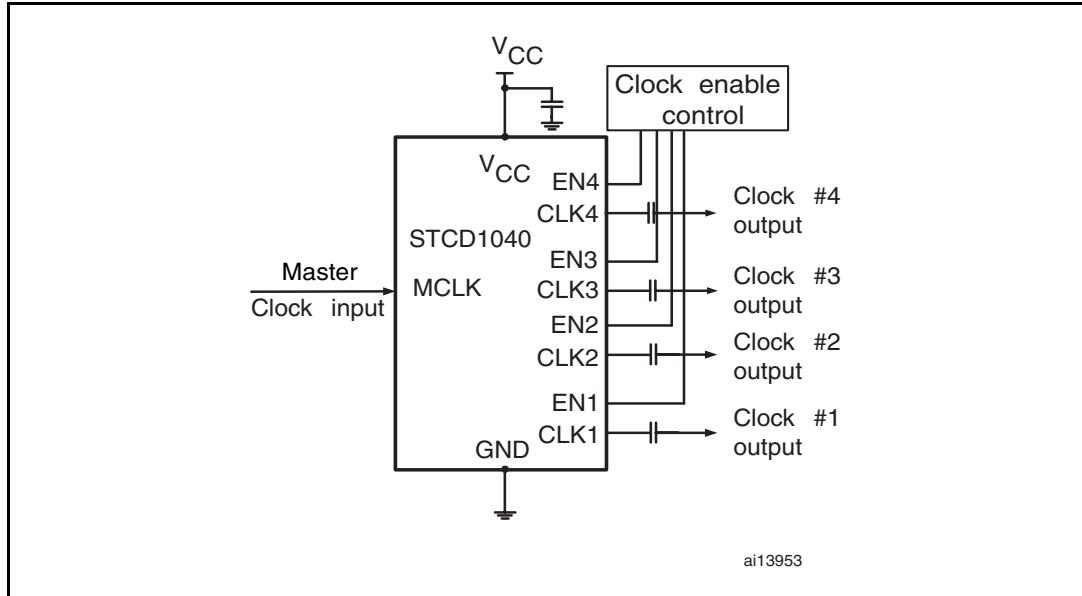 VCC
Clock enable
control
VCC
EN4
CLK4
Clock #4
output
STCD1040
EN3
Master
Clock input
MCLK
CLK3
Clock #3
output
EN2
CLK2
Clock #2
output
EN1
CLK1
Clock #1
output
GND
ai13953